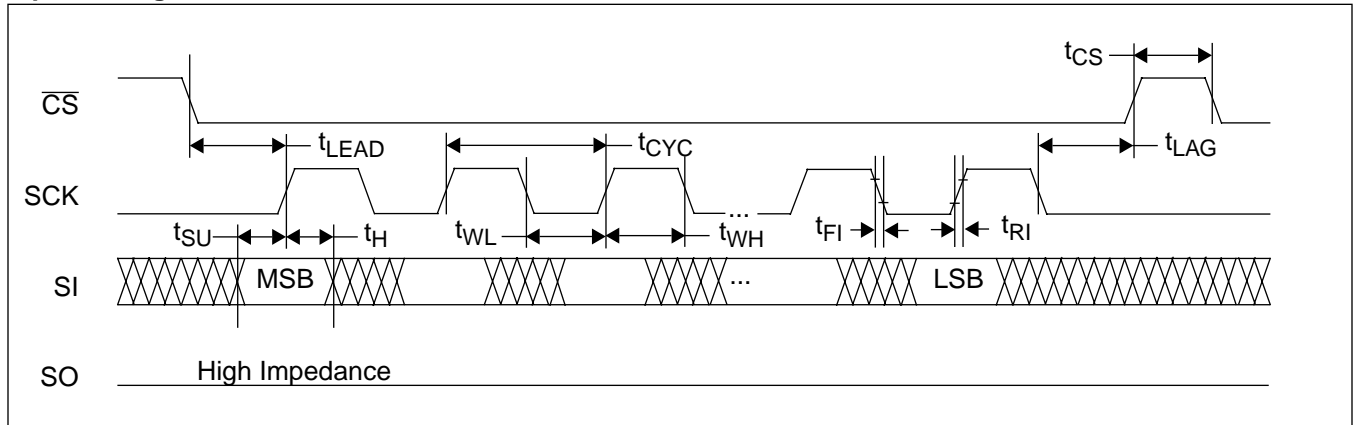 tCS
CS
tLEAD
tCYC
tLAG
SCK
...
tSU
tH
tWL
tWH
tFI
tRI
SI
MSB
...
LSB
SO
High Impedance